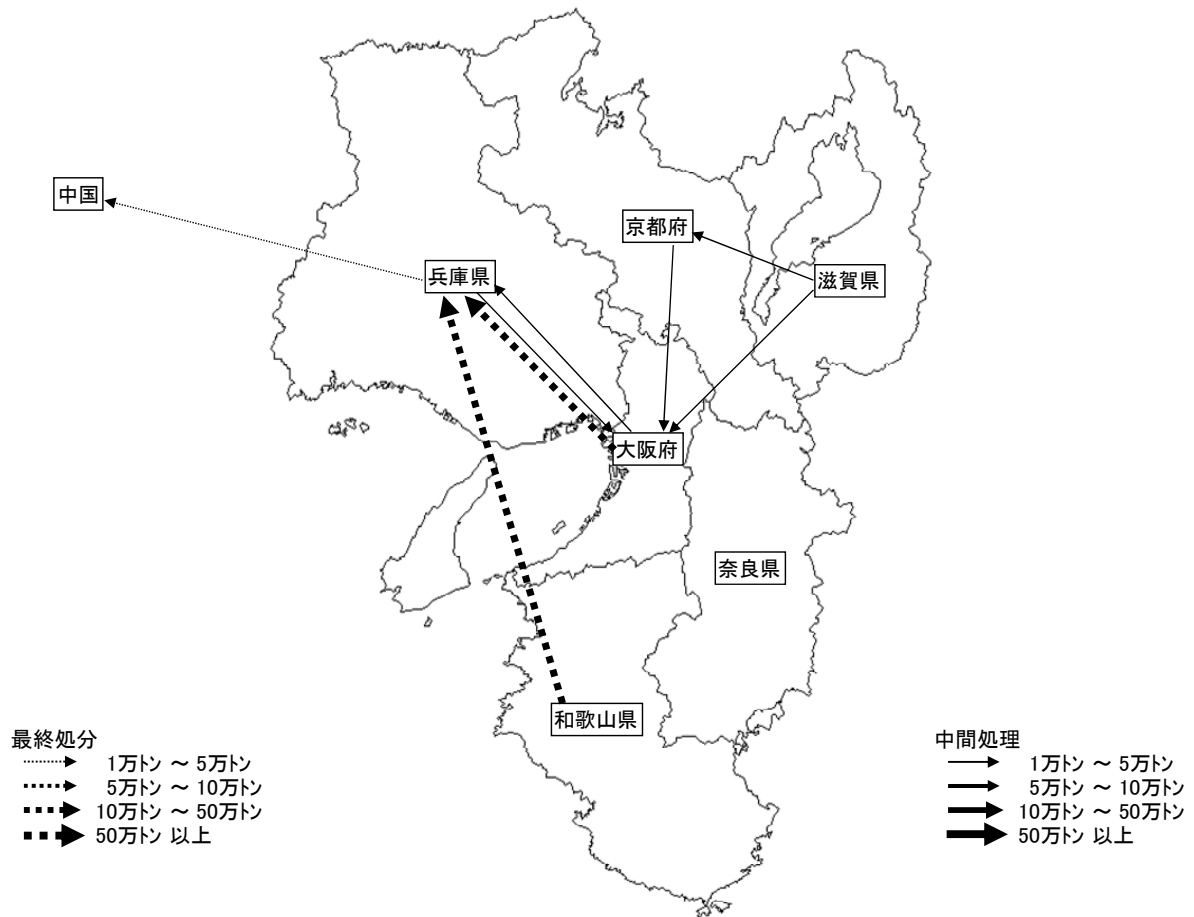 中国
京都府
兵庫県
滋賀県
大阪府
奈良県
和歌山県
最終処分
1万トン ～ 5万トン
5万トン ～ 10万トン
10万トン ～ 50万トン
50万トン 以上
中間処理
1万トン ～ 5万トン
5万トン ～ 10万トン
10万トン ～ 50万トン
50万トン 以上